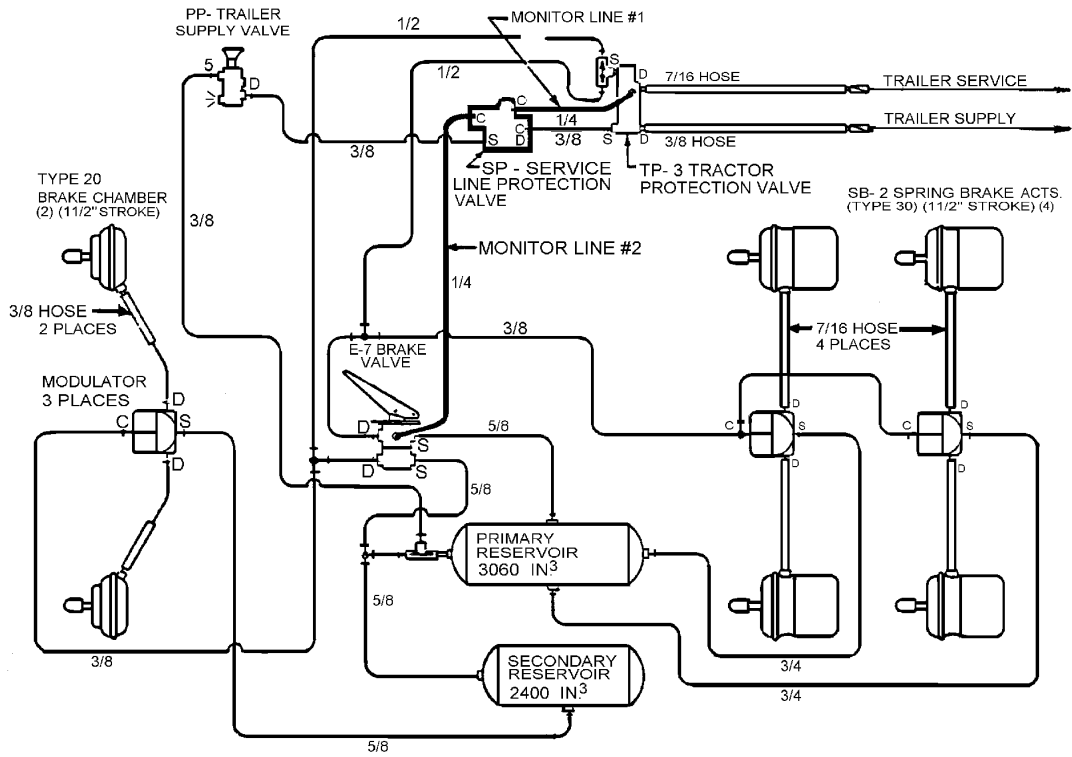 PP- TRAILER
SUPPLY VALVE
1/2
MONITOR LINE #1
5
D
1/2
S
D
7/16 HOSE
TRAILER SERVICE
C
C
1/4
TRAILER SUPPLY
C
D
3/8
S
D
3/8 HOSE
S
3/8
SP - SERVICE
LINE PROTECTION
VALVE
TP- 3 TRACTOR
PROTECTION VALVE
TYPE 20
BRAKE CHAMBER
(2) (11/2" STROKE)
SB- 2 SPRING BRAKE ACTS.
(TYPE 30) (11/2" STROKE) (4)
3/8
MONITOR LINE #2
1/4
3/8 HOSE
2 PLACES
3/8
7/16 HOSE
4 PLACES
E-7 BRAKE
VALVE
MODULATOR
3 PLACES
D
C
S
D
D
S
D
S
5/8
5/8
D
C
S
D
D
C
S
D
PRIMARY
RESERVOIR
3060 IN.3
5/8
SECONDARY
RESERVOIR
2400 IN.3
3/8
3/4
3/4
5/8